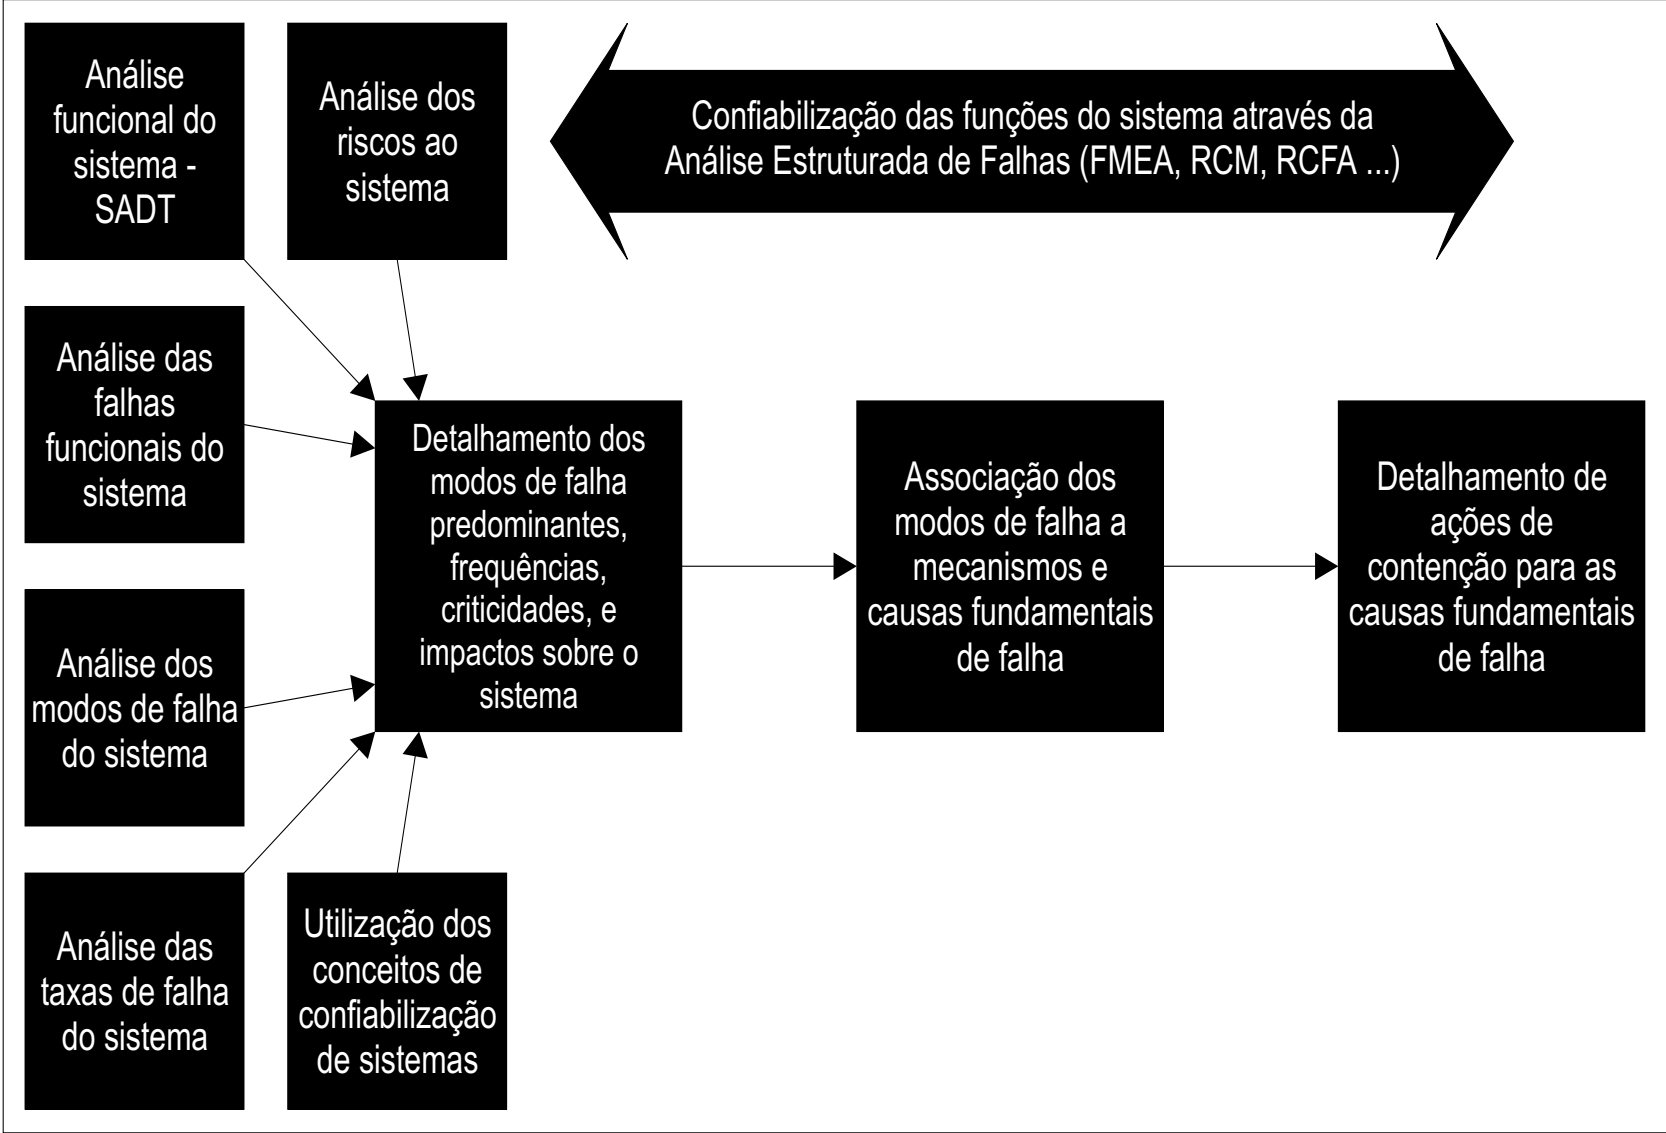 Análise
funcional do
sistema -
SADT
Análise dos
riscos ao
sistema
Confiabilização das funções do sistema através da
Análise Estruturada de Falhas (FMEA, RCM, RCFA ...)
Análise das
falhas
funcionais do
sistema
Detalhamento dos
modos de falha
predominantes,
frequências,
criticidades, e
impactos sobre o
sistema
Associação dos
modos de falha a
mecanismos e
causas fundamentais
de falha
Detalhamento de
ações de
contenção para as
causas fundamentais
de falha
Análise dos
modos de falha
do sistema
Análise das
taxas de falha
do sistema
Utilização dos
conceitos de
confiabilização
de sistemas